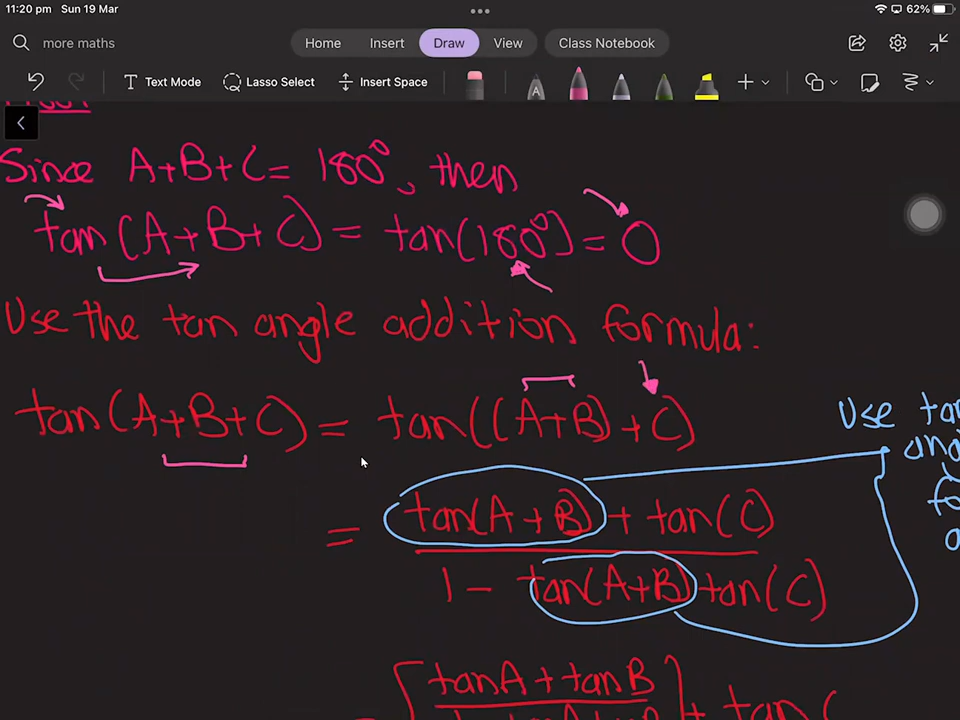 11:20 pm Sun 19 Mar
62%
more maths
Home Insert Draw View Class Notebook
Text Mode Lasso Select Insert Space
Since A+B+C = 180°, then
tan(A+B+C) = tan(180°) = 0
Use the tan angle addition formula:
tan(A+B+C) = tan((A+B)+C)
Use
= tan(A+B) + tan(C)
1 - tan(A+B)tan(C)
tanA + tanB